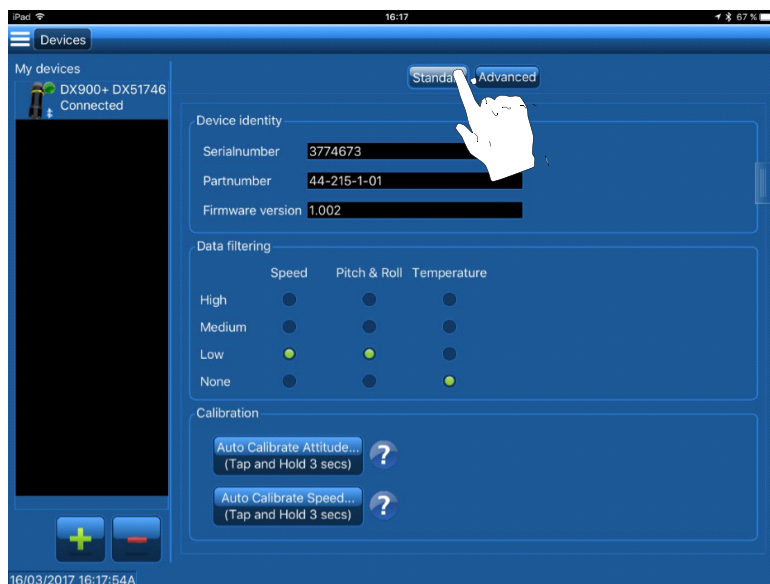 iPad 16:17 67 %
Devices
My devices
DX900+ DX51746
Connected
Advanced
Device identity
Serialnumber 3774673
Partnumber 44-215-1-01
Firmware version 1.002
Data filtering
Speed Pitch & Roll Temperature
High
Medium
Low
None
Calibration
Auto Calibrate Attitude...
(Tap and Hold 3 secs)
?
Auto Calibrate Speed...
(Tap and Hold 3 secs)
?
16/03/2017 16:17:54A